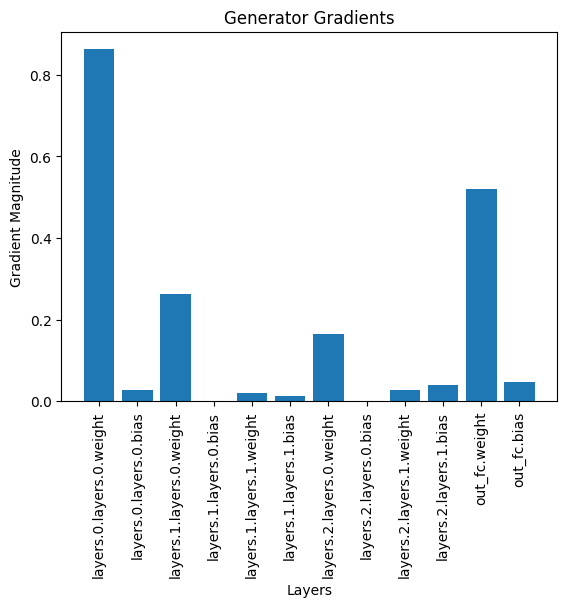 Generator Gradients
Gradient Magnitude
0.8
0.6
0.4
0.2
0.0
layers.0.layers.0.weight
layers.0.layers.0.bias
layers.1.layers.0.weight
layers.1.layers.0.bias
layers.1.layers.1.weight
layers.1.layers.1.bias
layers.2.layers.0.weight
layers.2.layers.0.bias
layers.2.layers.1.weight
layers.2.layers.1.bias
out_fc.weight
out_fc.bias
Layers